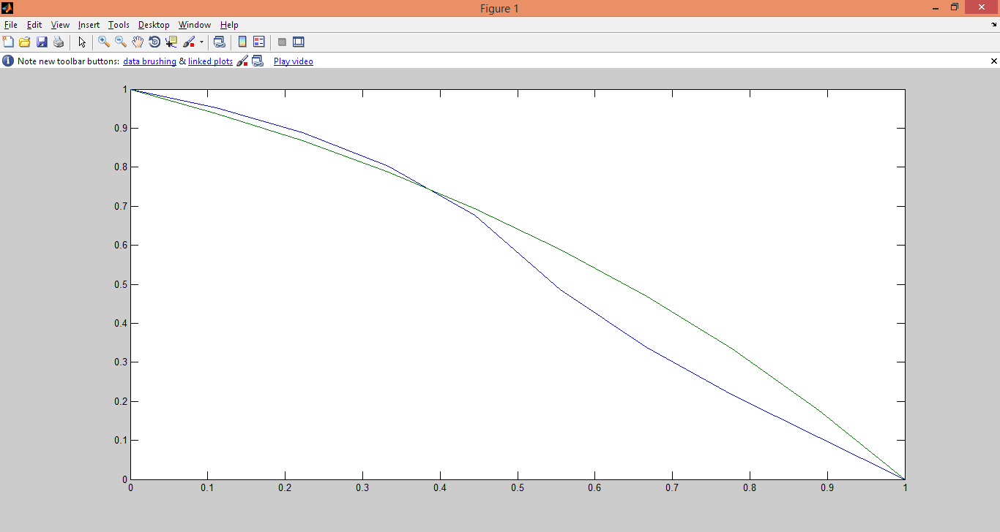 Figure 1
File Edit View Insert Tools Desktop Window Help
Note new toolbar buttons: data brushing & linked plots Play video
1
0.9
0.8
0.7
0.6
0.5
0.4
0.3
0.2
0.1
0
0 0.1 0.2 0.3 0.4 0.5 0.6 0.7 0.8 0.9 1